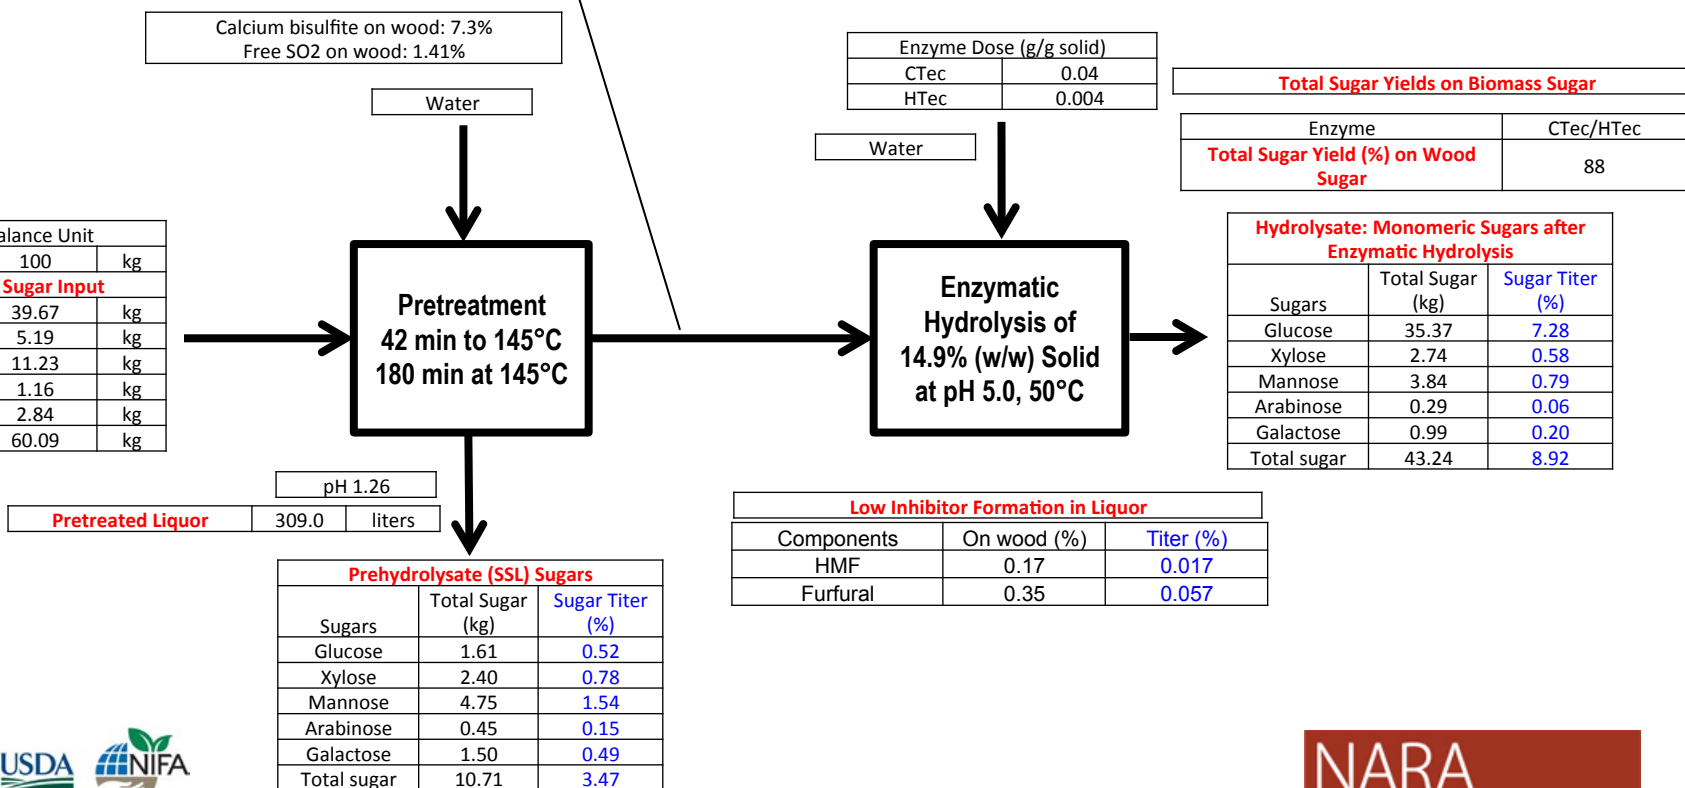 Calcium bisulfite on wood: 7.3%
Free SO2 on wood: 1.41%
Water
Enzyme Dose (g/g solid)
CTec 0.04
HTec 0.004
Water
Total Sugar Yields on Biomass Sugar
Enzyme CTec/HTec
Total Sugar Yield (%) on Wood
Sugar
88
alance Unit
100 kg
Sugar Input
39.67 kg
5.19 kg
11.23 kg
1.16 kg
2.84 kg
60.09 kg
Pretreatment
42 min to 145°C
180 min at 145°C
Enzymatic
Hydrolysis of
14.9% (w/w) Solid
at pH 5.0, 50°C
Hydrolysate: Monomeric Sugars after
Enzymatic Hydrolysis
Sugars Total Sugar (kg) Sugar Titer (%)
Glucose 35.37 7.28
Xylose 2.74 0.58
Mannose 3.84 0.79
Arabinose 0.29 0.06
Galactose 0.99 0.20
Total sugar 43.24 8.92
pH 1.26
Pretreated Liquor 309.0 liters
Low Inhibitor Formation in Liquor
Components On wood (%) Titer (%)
HMF 0.17 0.017
Furfural 0.35 0.057
Prehydrolysate (SSL) Sugars
Sugars Total Sugar (kg) Sugar Titer (%)
Glucose 1.61 0.52
Xylose 2.40 0.78
Mannose 4.75 1.54
Arabinose 0.45 0.15
Galactose 1.50 0.49
Total sugar 10.71 3.47
USDA NIFA
NARA